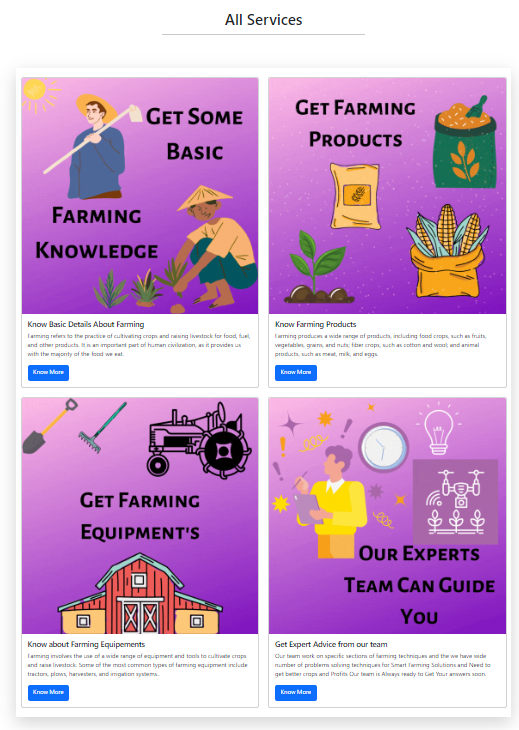 All Services
GET SOME
BASIC
FARMING
KNOWLEDGE
Know Basic Details About Farming
Farming refers to the practice of cultivating crops and raising livestock for food, fuel,
and other products. It is an important part of human civilization, as it provides us
with the majority of the food we eat.
Know More
GET FARMING
PRODUCTS
Know Farming Products
Farming produces a wide range of products, including food crops, such as fruits,
vegetables, grains, and nuts; fiber crops, such as cotton and wool; and animal
products, such as meat, milk, and eggs.
Know More
GET FARMING
EQUIPMENT'S
Know about Farming Equipements
Farming involves the use of a wide range of equipment and tools to cultivate crops
and raise livestock. Some of the most common types of farming equipment include
tractors, plows, harvesters, and irrigation systems.
Know More
OUR EXPERTS
TEAM CAN GUIDE
YOU
Get Expert Advice from our team
Our team work on specific sections of farming techniques and the we have wide
number of problems solving techniques for Smart Farming Solutions and Need to
get better crops and Profits Our team is Always ready to Get Your answers soon.
Know More